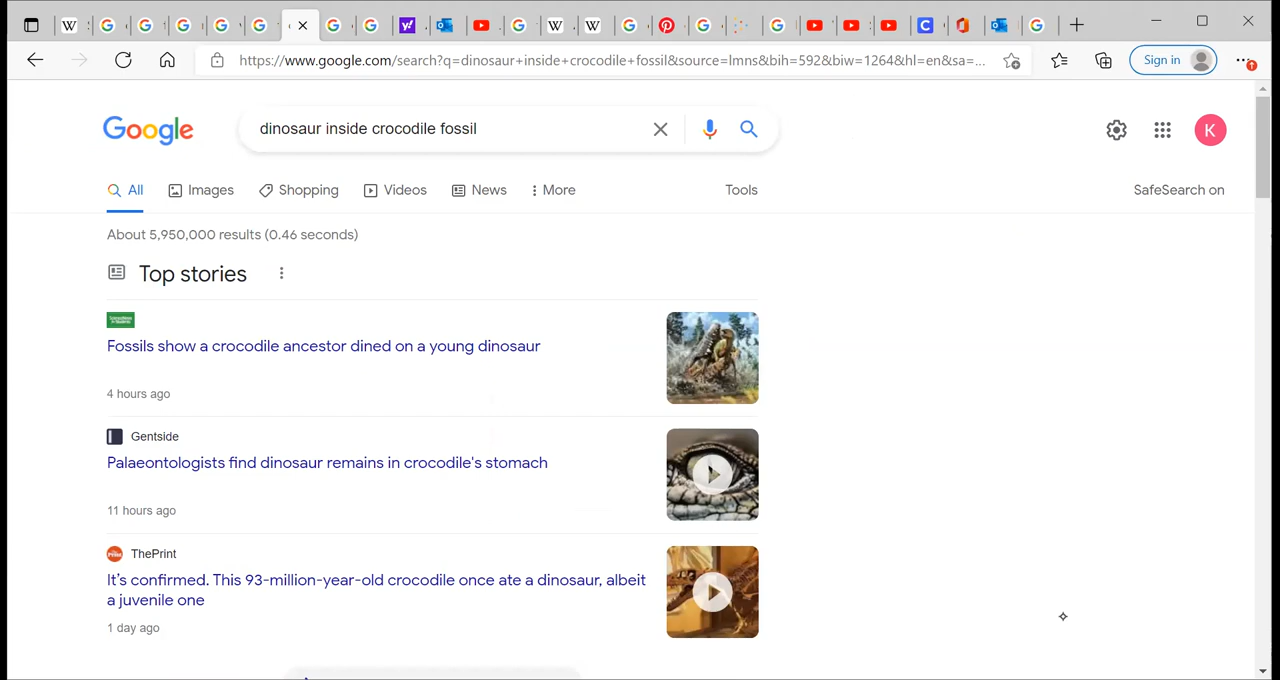 https://www.google.com/search?q=dinosaur+inside+crocodile+fossil&source=lmns&bih=592&biw=1264&hl=en&sa=...
Sign in
Google
dinosaur inside crocodile fossil
K
All
Images
Shopping
Videos
News
More
Tools
SafeSearch on
About 5,950,000 results (0.46 seconds)
Top stories
Fossils show a crocodile ancestor dined on a young dinosaur
4 hours ago
Gentside
Palaeontologists find dinosaur remains in crocodile's stomach
11 hours ago
ThePrint
It's confirmed. This 93-million-year-old crocodile once ate a dinosaur, albeit
a juvenile one
1 day ago